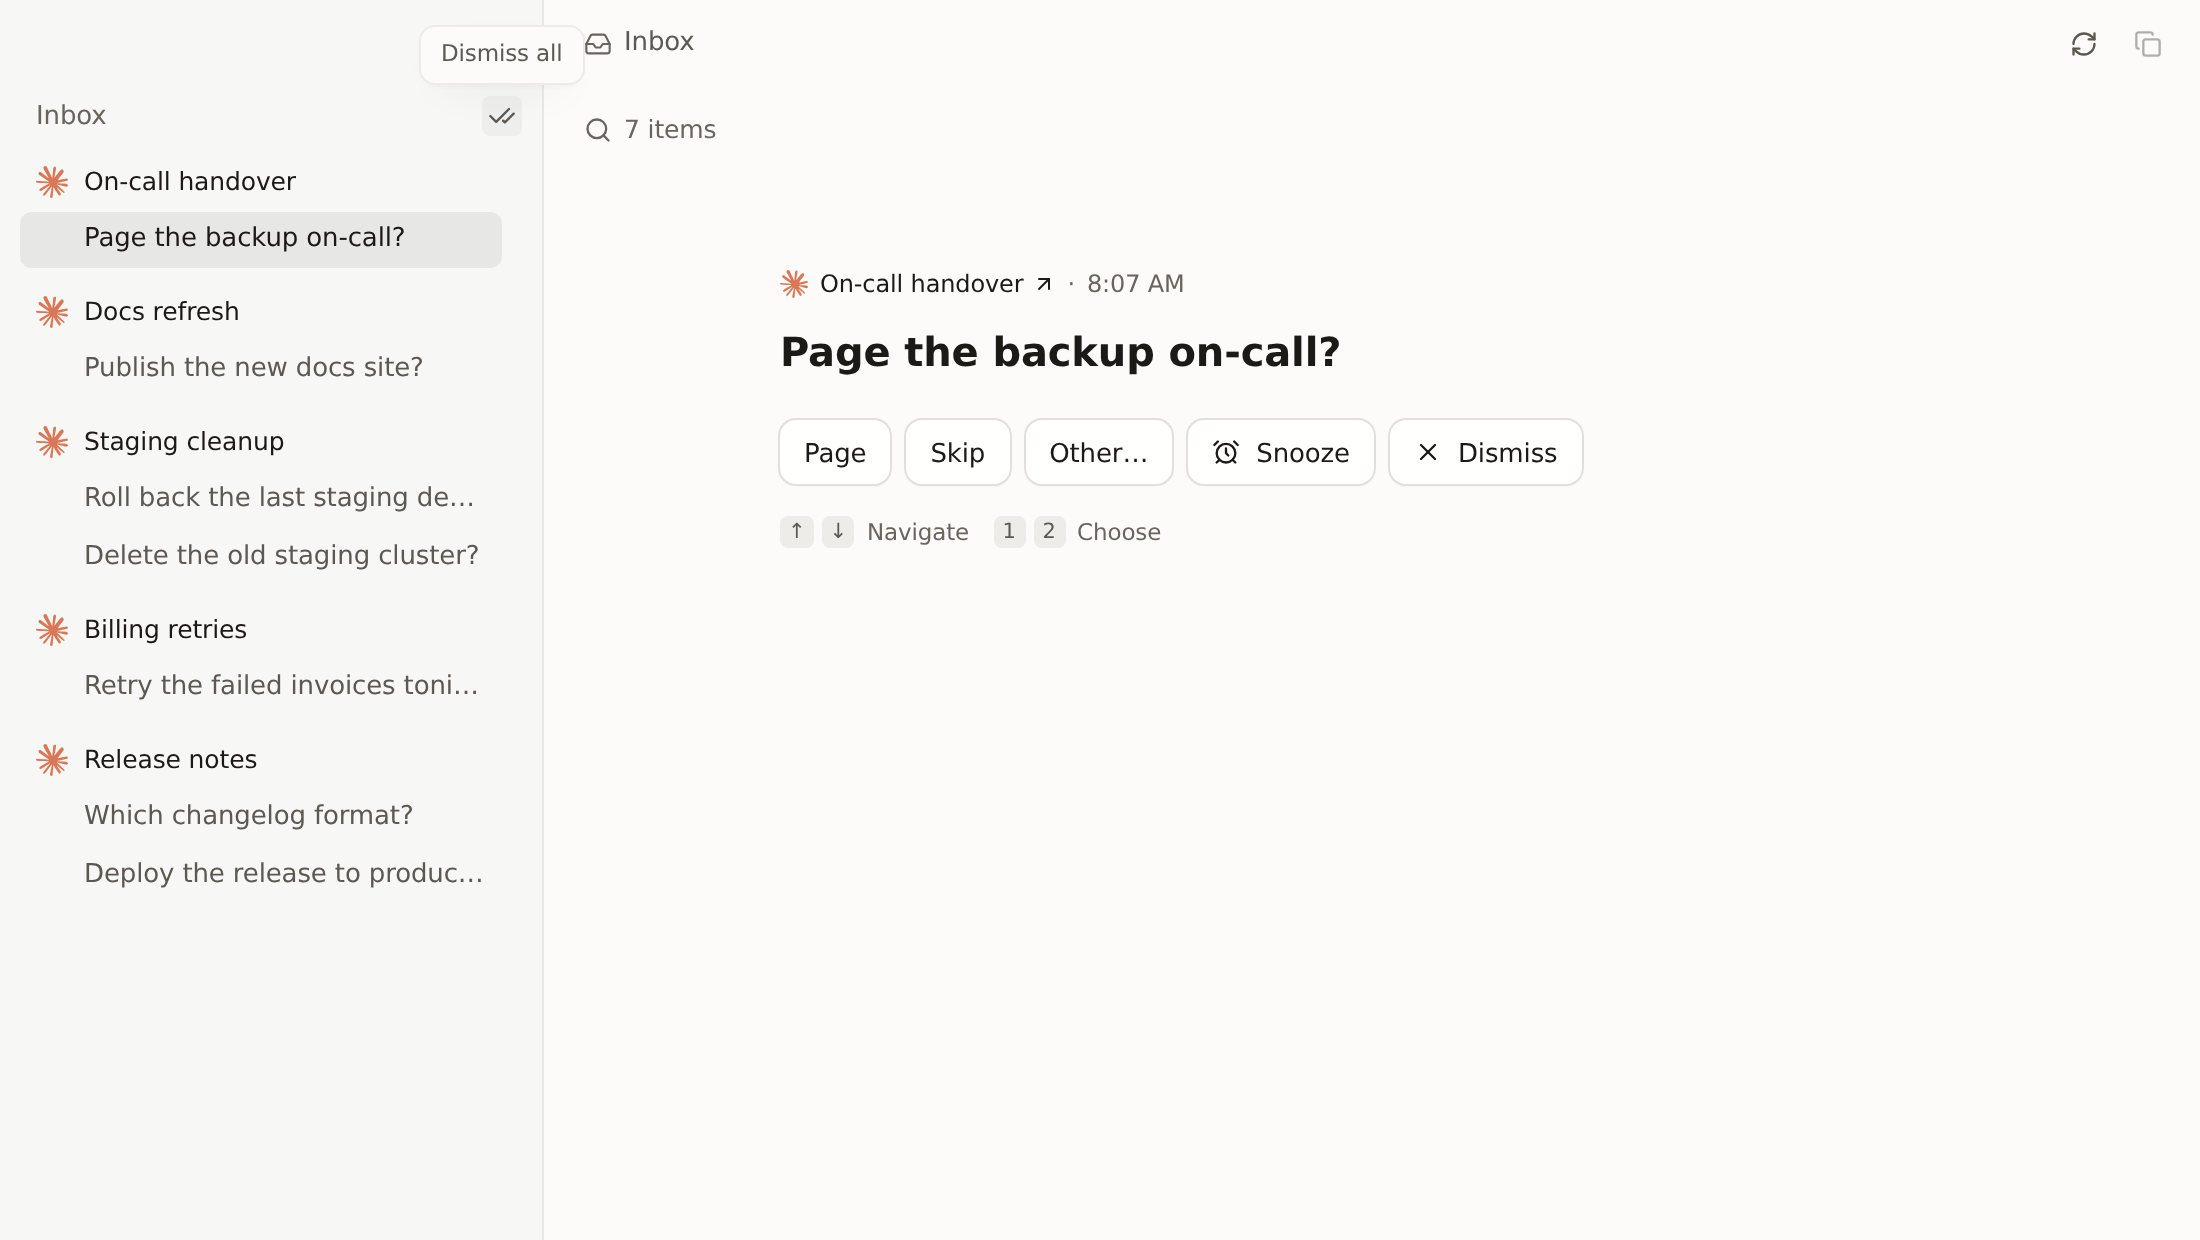 Dismiss all
Inbox
On-call handover
Page the backup on-call?
Docs refresh
Publish the new docs site?
Staging cleanup
Roll back the last staging de…
Delete the old staging cluster?
Billing retries
Retry the failed invoices toni…
Release notes
Which changelog format?
Deploy the release to produc…
Inbox
7 items
On-call handover · 8:07 AM
Page the backup on-call?
Page Skip Other… Snooze Dismiss
↑ ↓ Navigate 1 2 Choose